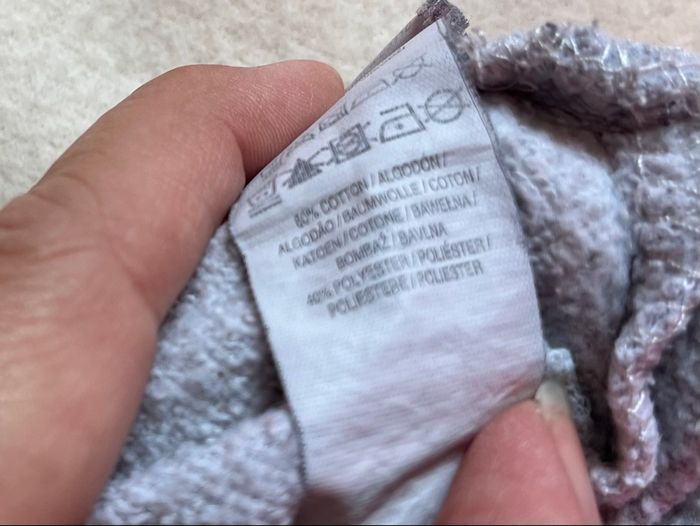 60% COTTON / ALGODÓN /
ALGODÃO / BAUMWOLLE / COTON /
KATOEN / COTONE / BAWEŁNA /
BOMBAŽ / BAVLNA
40% POLYESTER / POLIÉSTER /
POLIESTERE / POLIESTER